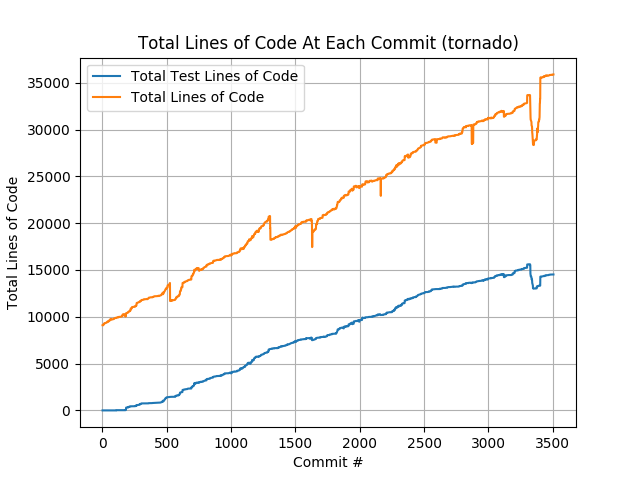 Total Lines of Code At Each Commit (tornado)
Total Test Lines of Code
Total Lines of Code
Total Lines of Code
35000
30000
25000
20000
15000
10000
5000
0
0 500 1000 1500 2000 2500 3000 3500
Commit #